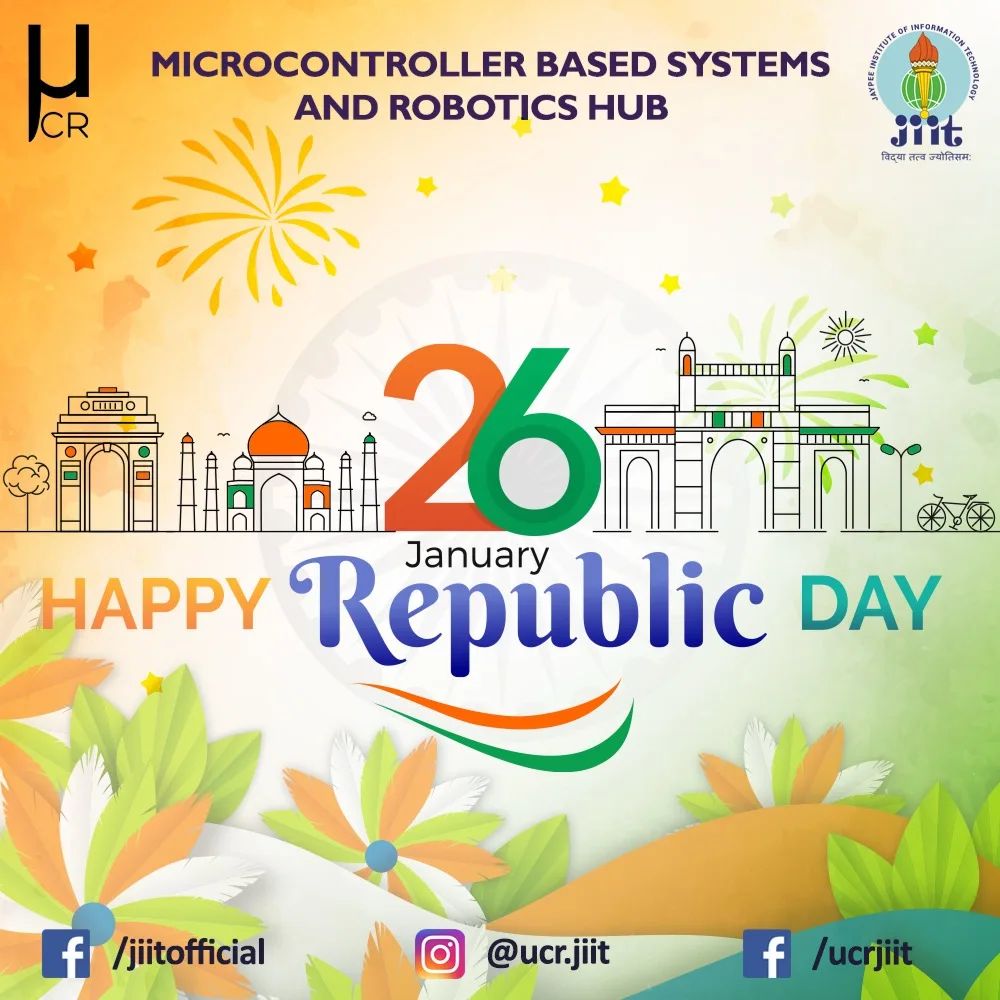 μCR
MICROCONTROLLER BASED SYSTEMS
AND ROBOTICS HUB
JAYPEE INSTITUTE OF INFORMATION TECHNOLOGY
jiit
विद्या तत्व ज्योतिसम:
26
January
HAPPY Republic DAY
/jiitofficial
@ucr.jiit
/ucrjiit